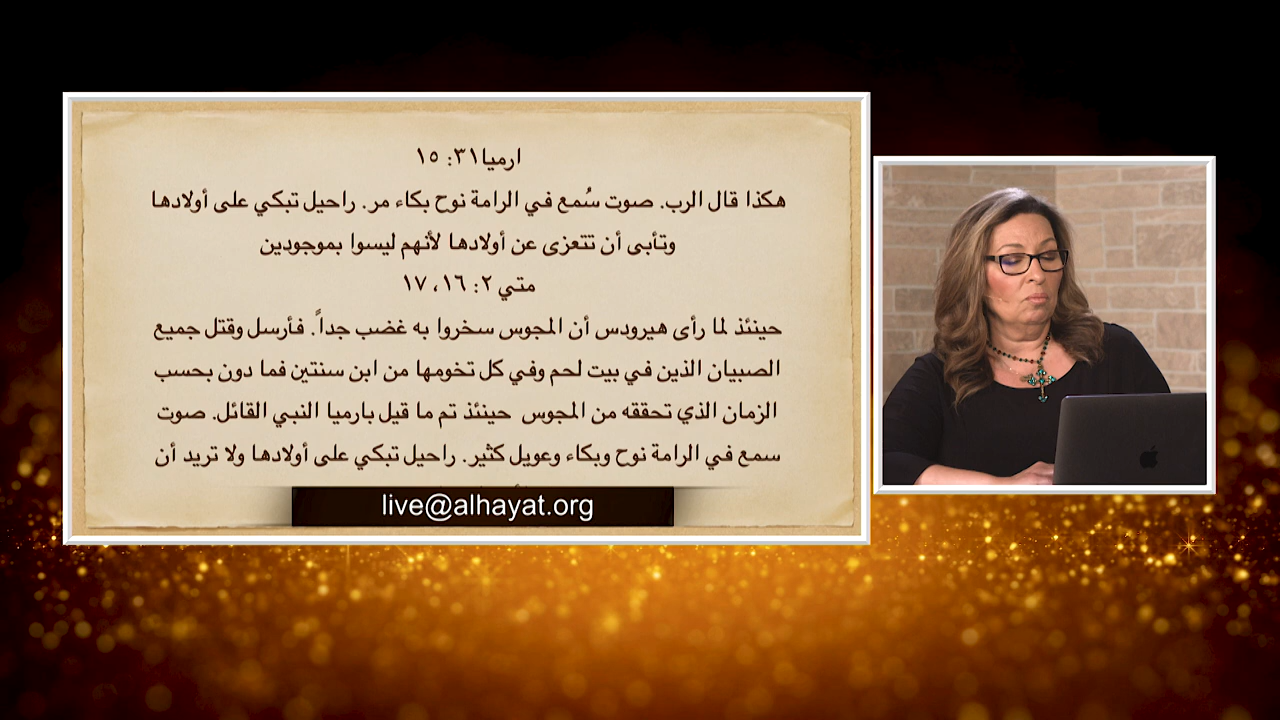 ارميا٣١: ١٥
هكذا قال الرب. صوت سُمع في الرامة نوح بكاء مر. راحيل تبكي على أولادها
وتأبى أن تتعزى عن أولادها لأنهم ليسوا بموجودين
متي٢: ١٦، ١٧
حينئذ لما رأى هيرودس أن المجوس سخروا به غضب جداً. فأرسل وقتل جميع
الصبيان الذين في بيت لحم وفي كل تخومها من ابن سنتين فما دون بحسب
الزمان الذي تحققه من المجوس حينئذ تم ما قيل بارميا النبي القائل. صوت
سمع في الرامة نوح وبكاء وعويل كثير. راحيل تبكي على أولادها ولا تريد أن
live@alhayat.org